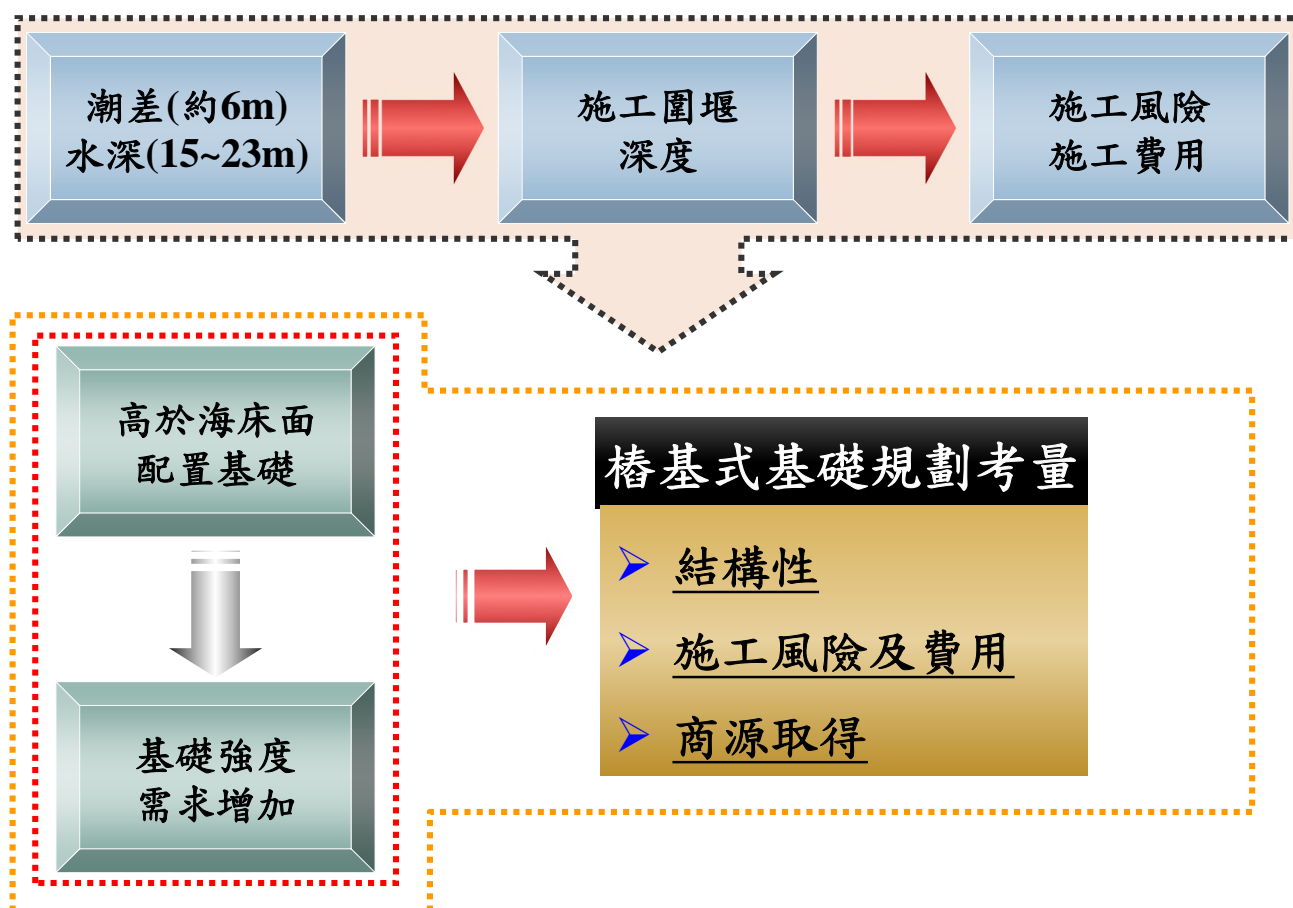 潮差(約6m)
水深(15~23m)
施工圍堰
深度
施工風險
施工費用
高於海床面
配置基礎
基礎強度
需求增加
樁基式基礎規劃考量
結構性
施工風險及費用
商源取得